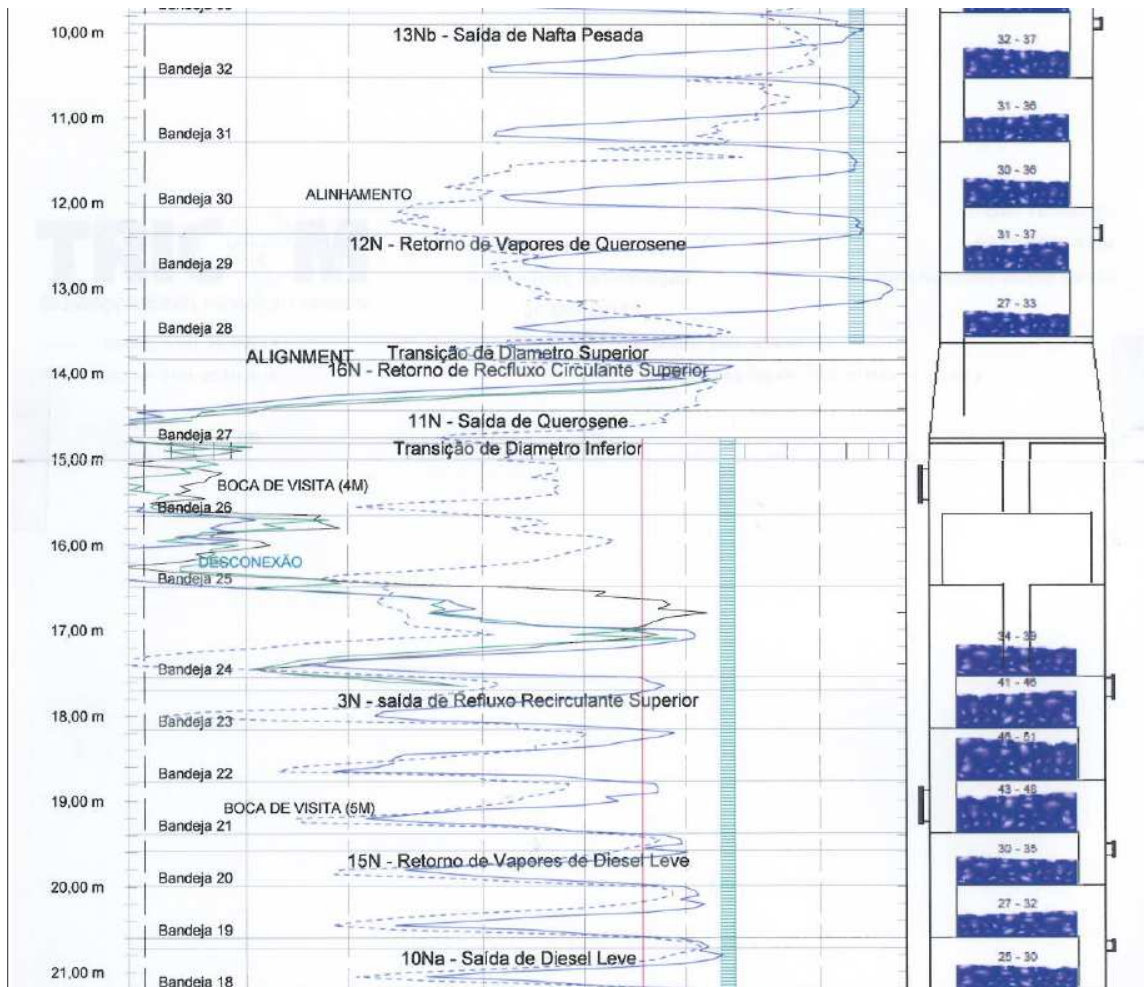 10,00 m
13Nb - Saída de Nafta Pesada
32 - 37
Bandeja 32
31 - 36
11,00 m
Bandeja 31
30 - 36
ALINHAMENTO
Bandeja 30
12,00 m
31 - 37
12N - Retorno de Vapores de Querosene
Bandeja 29
13,00 m
27 - 33
Bandeja 28
ALIGNMENT
Transição de Diametro Superior
16N - Retorno de Recfluxo Circulante Superior
14,00 m
11N - Saída de Querosene
Bandeja 27
Transição de Diametro Inferior
15,00 m
BOCA DE VISITA (4M)
Bandeja 26
16,00 m
DESCONEXÃO
Bandeja 25
17,00 m
34 - 39
Bandeja 24
41 - 46
3N - saída de Refluxo Recirculante Superior
18,00 m
Bandeja 23
46 - 51
Bandeja 22
19,00 m
BOCA DE VISITA (5M)
43 - 48
Bandeja 21
15N - Retorno de Vapores de Diesel Leve
30 - 35
20,00 m
Bandeja 20
27 - 32
Bandeja 19
10Na - Saída de Diesel Leve
25 - 30
21,00 m
Bandeja 18